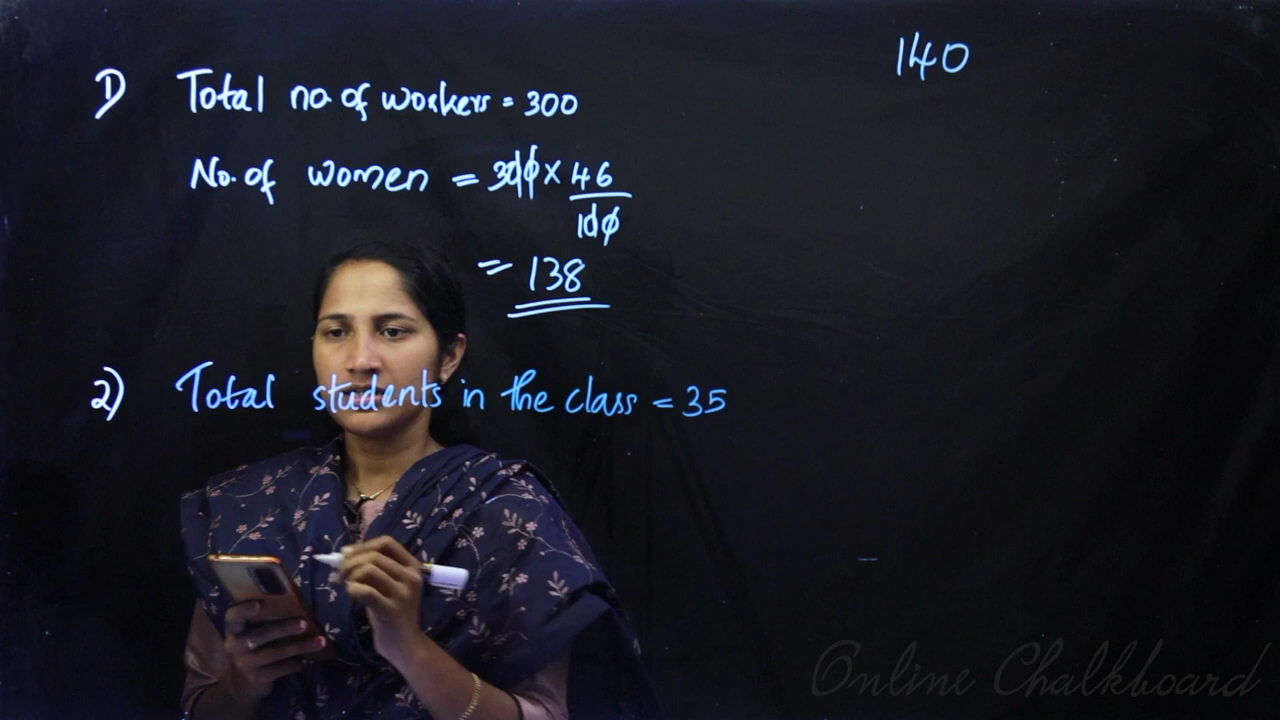 140
1) Total no. of workers = 300
No. of women = 300 × 46
100
= 138
2) Total students in the class = 35
Online Chalkboard